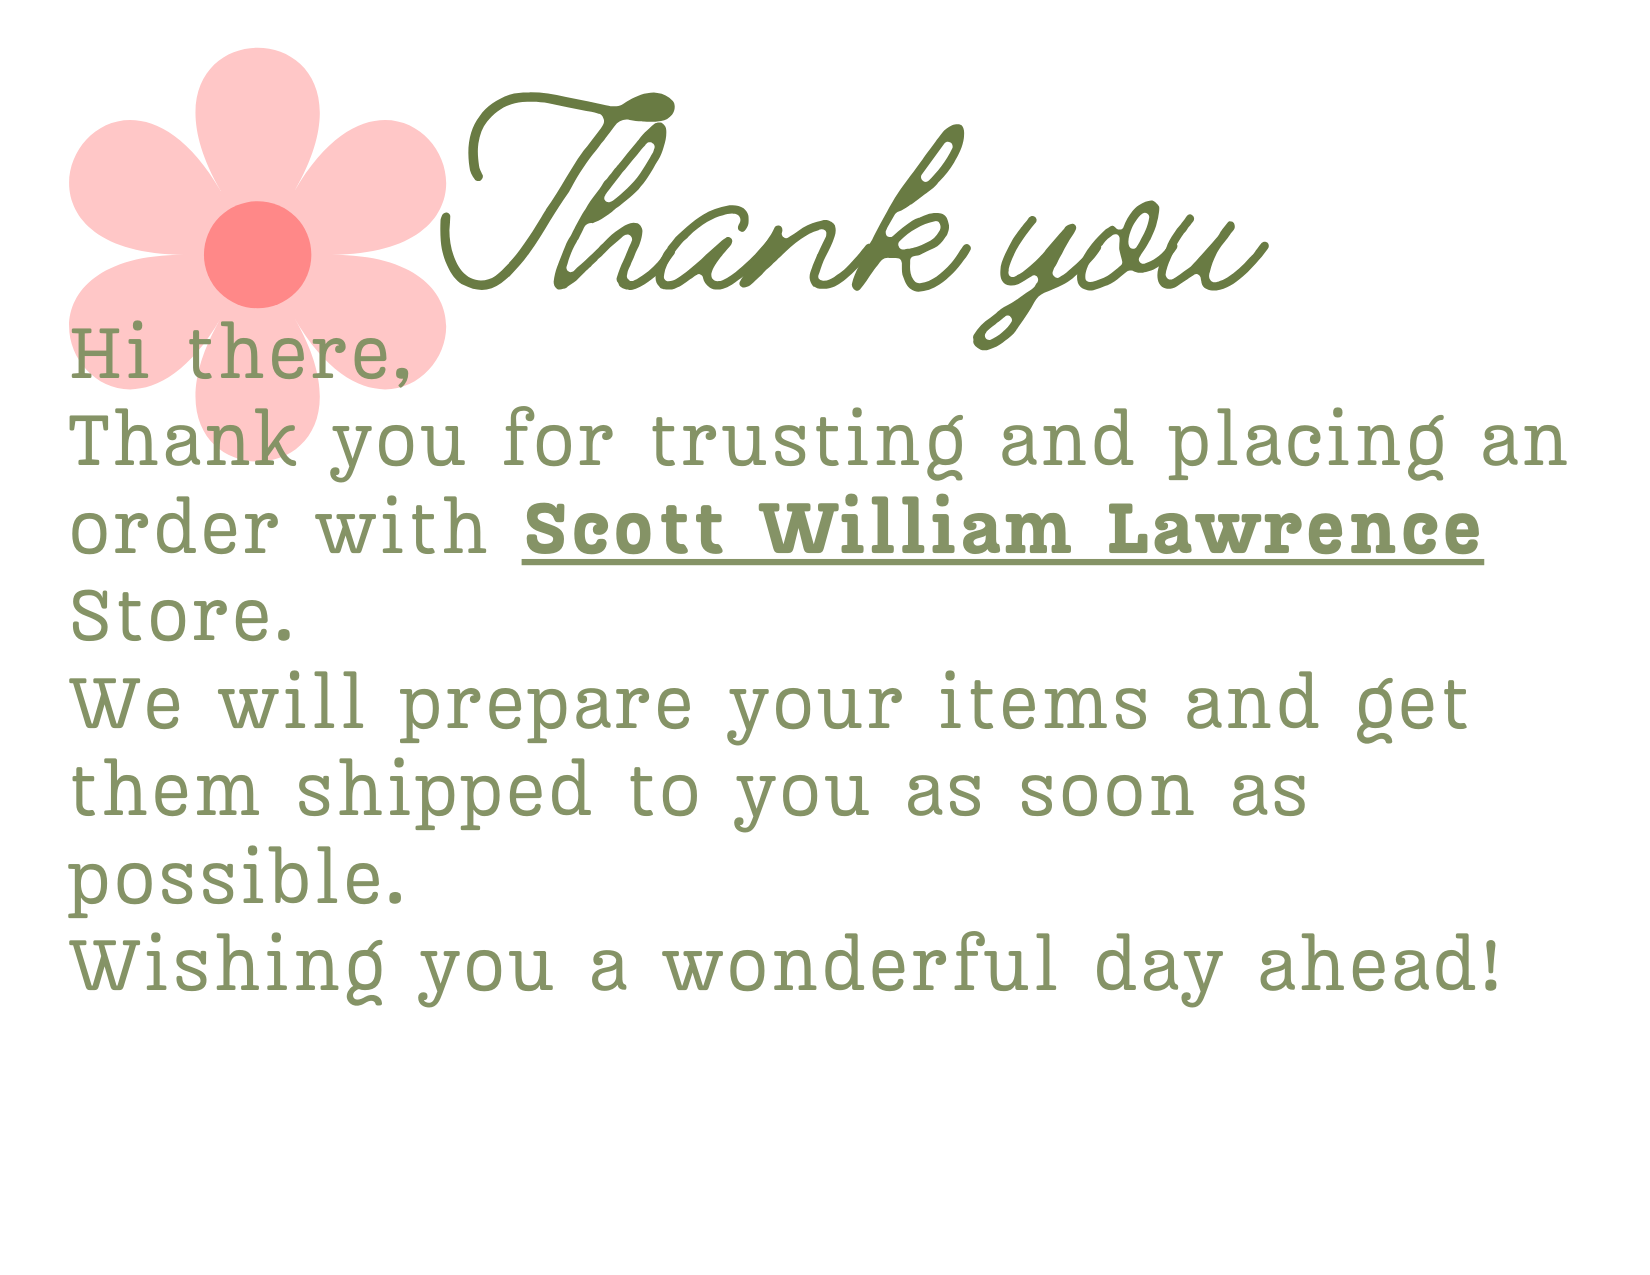 Thank you
Hi there,
Thank you for trusting and placing an
order with Scott William Lawrence
Store.
We will prepare your items and get
them shipped to you as soon as
possible.
Wishing you a wonderful day ahead!